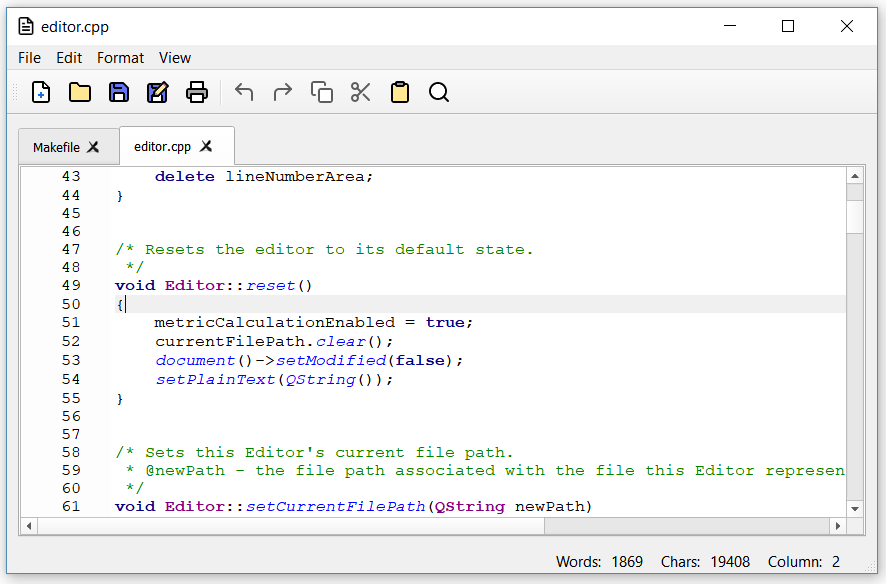 editor.cpp
File Edit Format View
Makefile editor.cpp
43     delete lineNumberArea;
44 }
45
46
47 /* Resets the editor to its default state.
48  */
49 void Editor::reset()
50 {
51     metricCalculationEnabled = true;
52     currentFilePath.clear();
53     document()->setModified(false);
54     setPlainText(QString());
55 }
56
57
58 /* Sets this Editor's current file path.
59  * @newPath - the file path associated with the file this Editor represen
60  */
61 void Editor::setCurrentFilePath(QString newPath)
Words: 1869 Chars: 19408 Column: 2